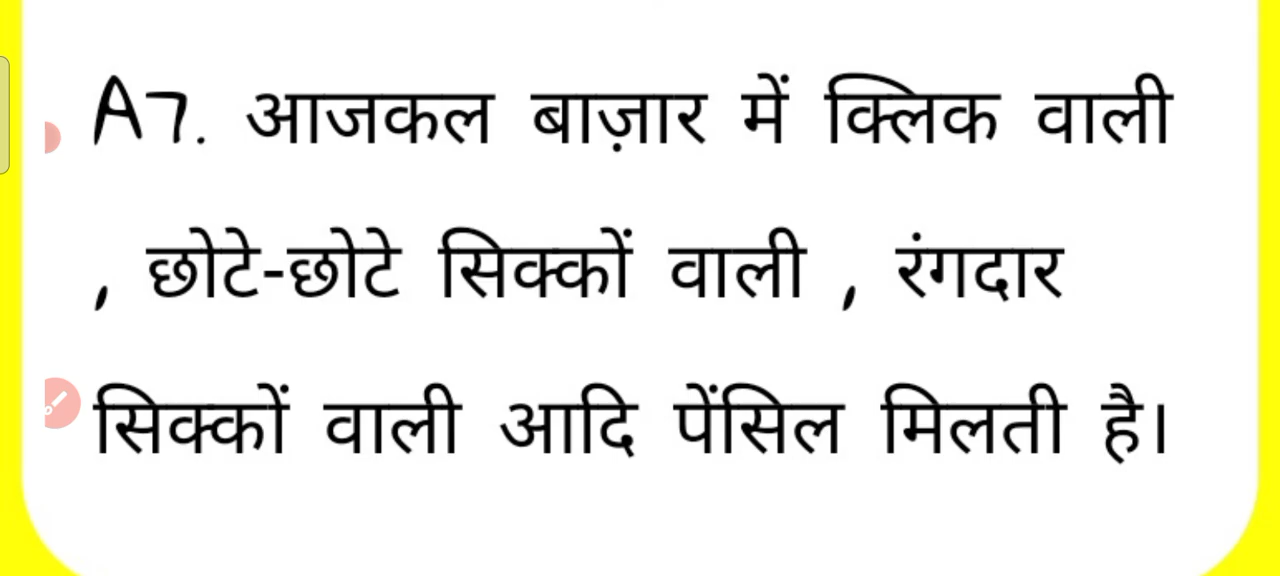 A7. आजकल बाज़ार में क्लिक वाली
, छोटे-छोटे सिक्कों वाली , रंगदार
सिक्कों वाली आदि पेंसिल मिलती है।